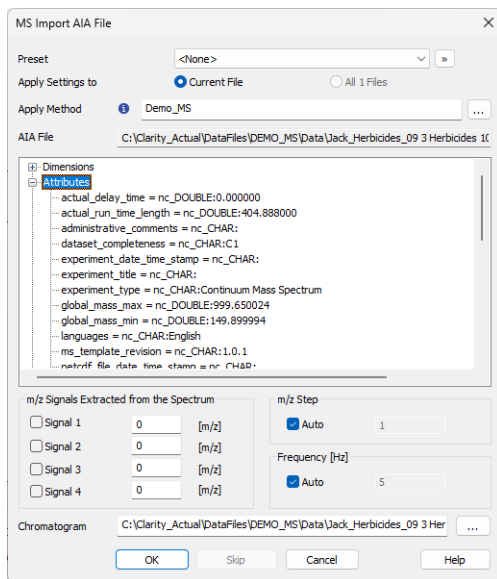 MS Import AIA File
Preset <None> »
Apply Settings to Current File All 1 Files
Apply Method Demo_MS ...
AIA File C:\Clarity_Actual\DataFiles\DEMO_MS\Data\Jack_Herbicides_09 3 Herbicides
Dimensions
Attributes
actual_delay_time = nc_DOUBLE:0.000000
actual_run_time_length = nc_DOUBLE:404.888000
administrative_comments = nc_CHAR:
dataset_completeness = nc_CHAR:C1
experiment_date_time_stamp = nc_CHAR:
experiment_title = nc_CHAR:
experiment_type = nc_CHAR:Continuum Mass Spectrum
global_mass_max = nc_DOUBLE:999.650024
global_mass_min = nc_DOUBLE:149.899994
languages = nc_CHAR:English
ms_template_revision = nc_CHAR:1.0.1
netcdf_file_date_time_stamp = nc_CHAR:
m/z Signals Extracted from the Spectrum m/z Step
Signal 1 0 [m/z] Auto 1
Signal 2 0 [m/z]
Frequency [Hz]
Signal 3 0 [m/z] Auto 5
Signal 4 0 [m/z]
Chromatogram C:\Clarity_Actual\DataFiles\DEMO_MS\Data\Jack_Herbicides_09 3 Her ...
OK Skip Cancel Help